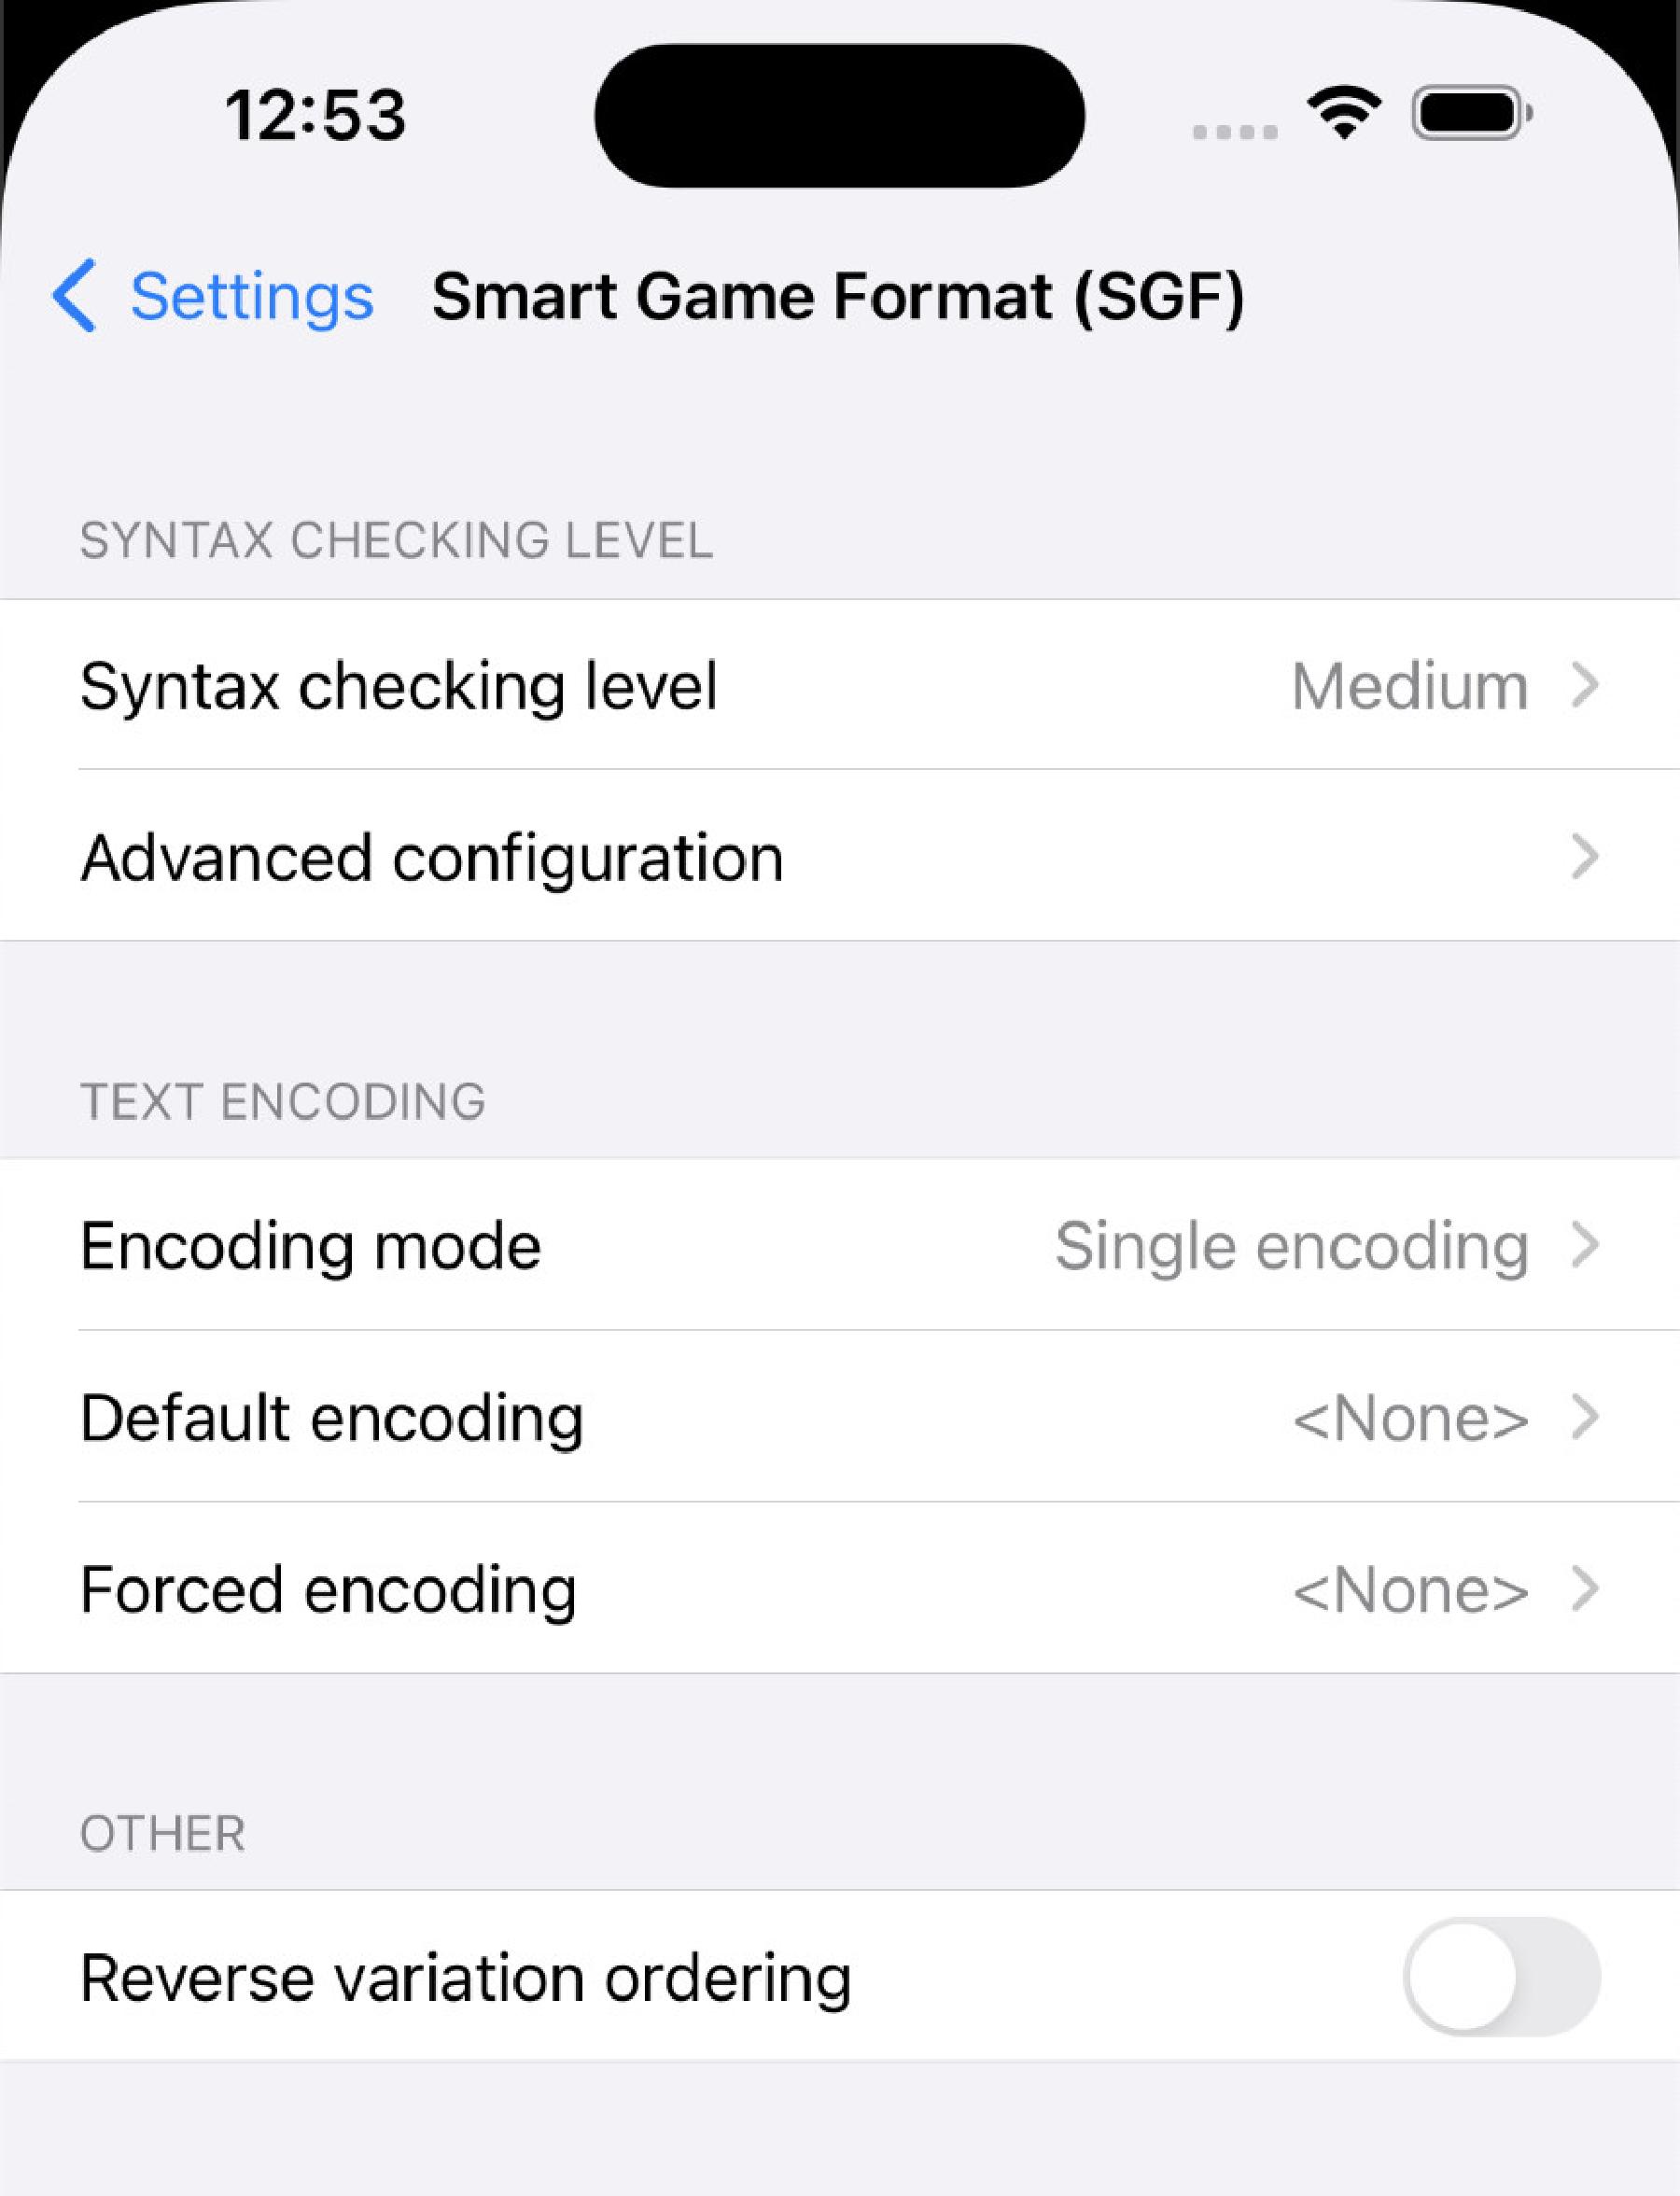 12:53
Settings Smart Game Format (SGF)
SYNTAX CHECKING LEVEL
Syntax checking level Medium
Advanced configuration
TEXT ENCODING
Encoding mode Single encoding
Default encoding <None>
Forced encoding <None>
OTHER
Reverse variation ordering